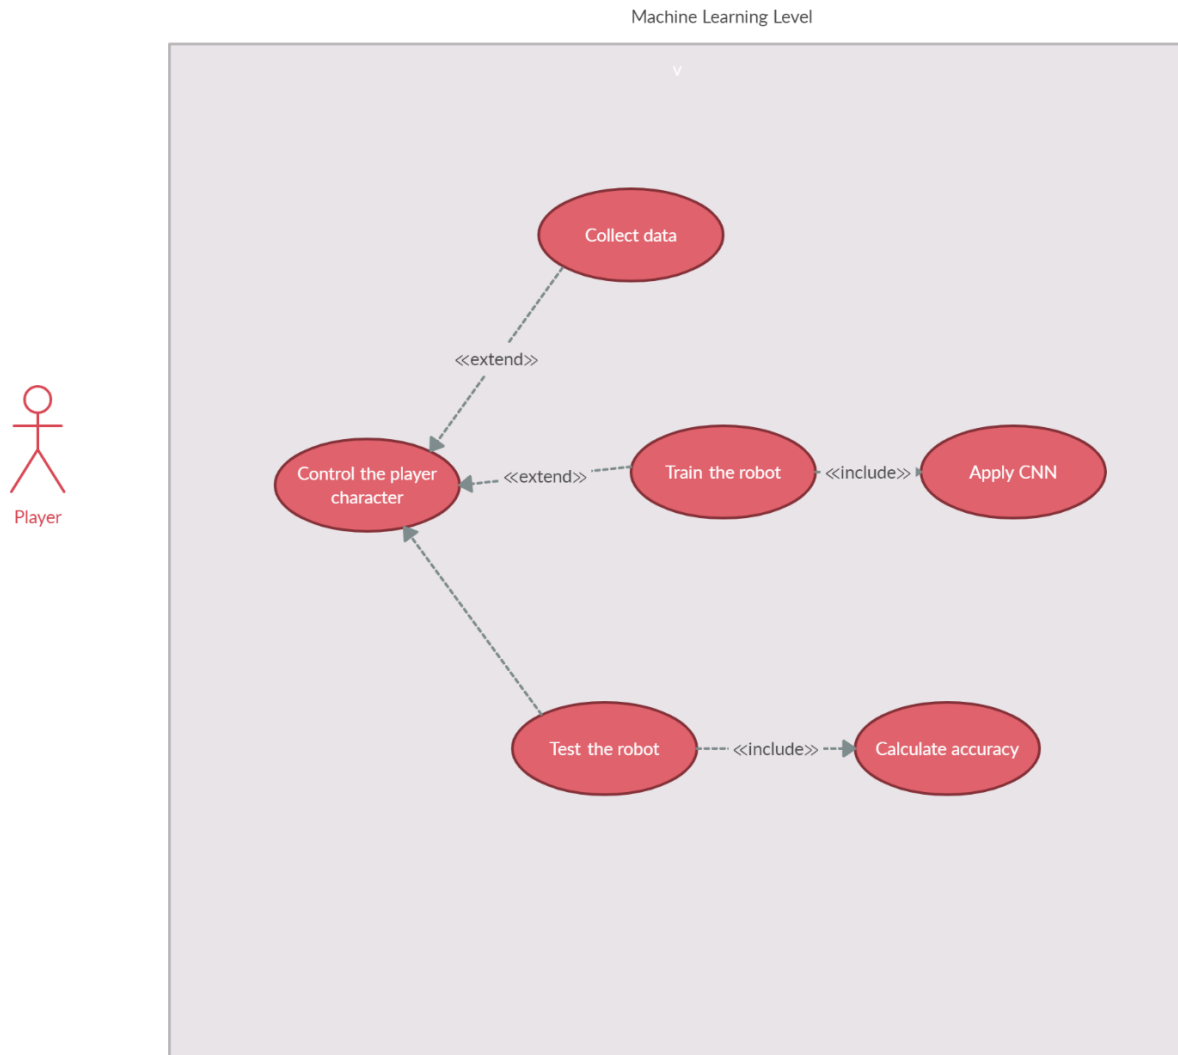 Machine Learning Level
v
Collect data
≪extend≫
Control the player
character
≪extend≫
Train the robot
≪include≫
Apply CNN
Player
Test the robot
≪include≫
Calculate accuracy